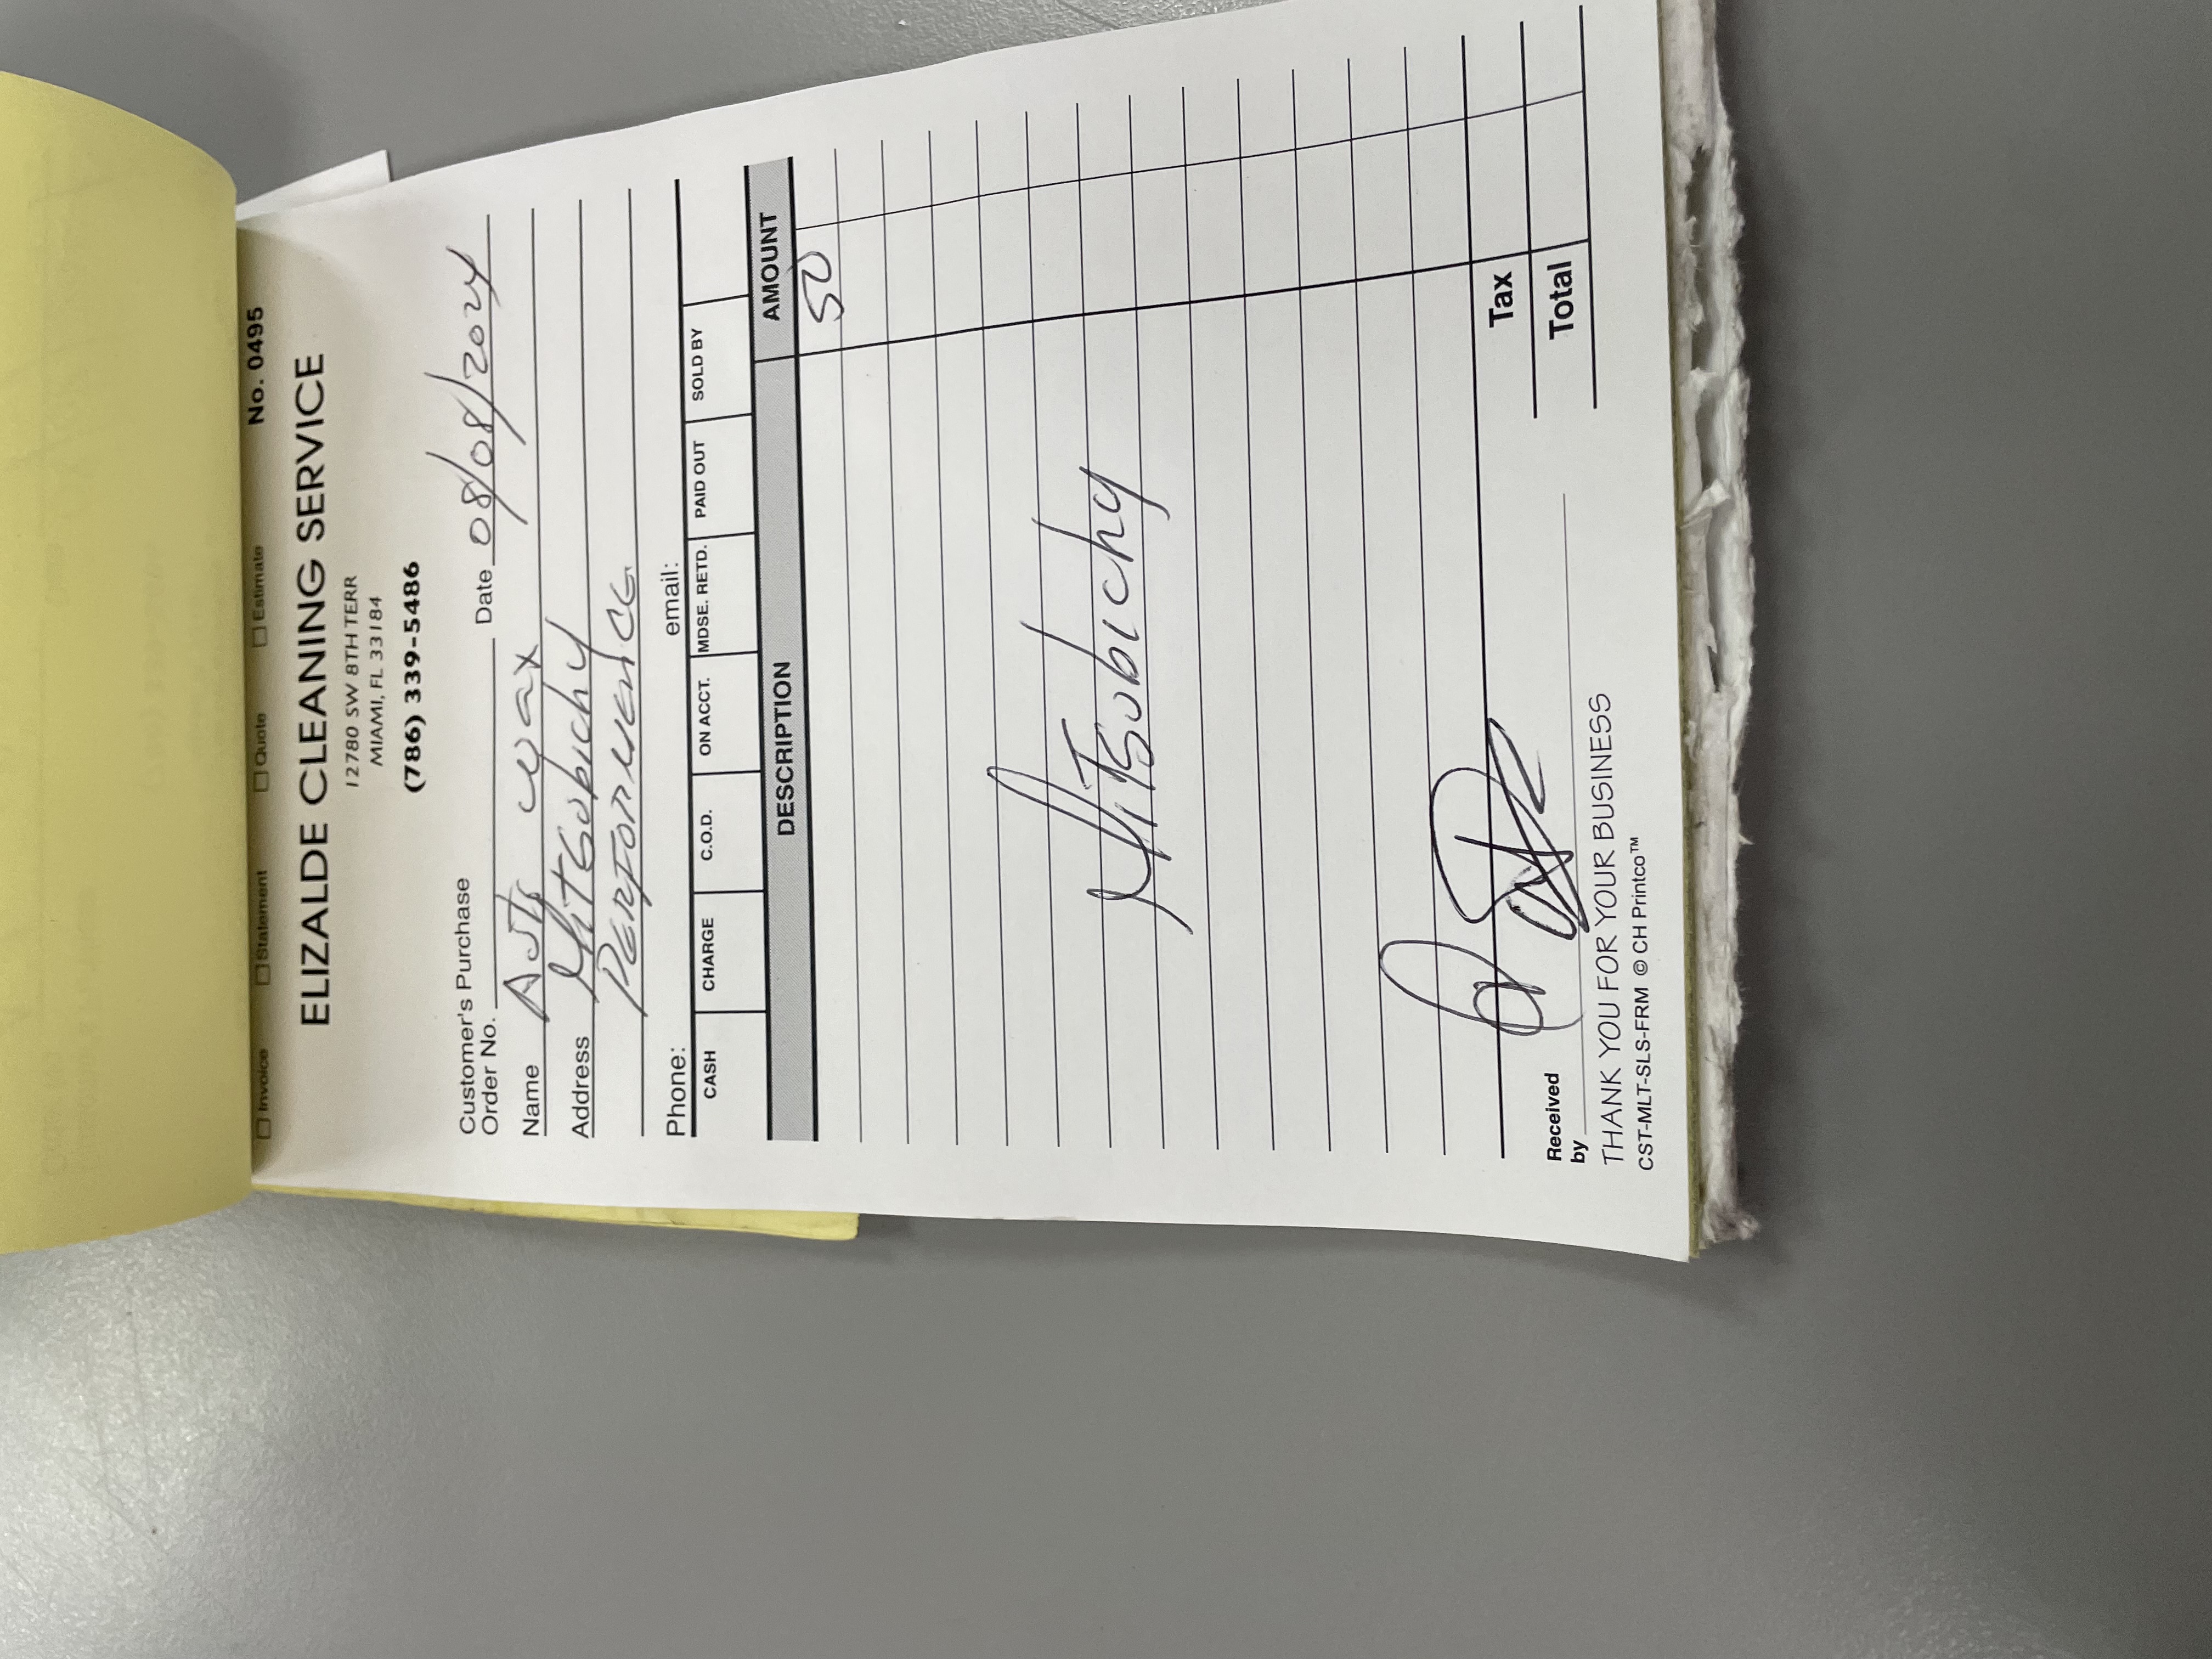 ☐ Invoice ☐ Statement ☐ Quote ☐ Estimate No. 0495
ELIZALDE CLEANING SERVICE
12780 SW 8TH TERR
MIAMI, FL 33184
(786) 339-5486
Customer's Purchase
Order No. Date 08/08/2024
Name wax
Address Mitsubichy
Phone: email:
CASH CHARGE C.O.D. ON ACCT. MDSE. RETD. PAID OUT SOLD BY
DESCRIPTION AMOUNT
50
MiTsubichy
Tax
Received by Total
THANK YOU FOR YOUR BUSINESS
CST-MLT-SLS-FRM © CH Printco™